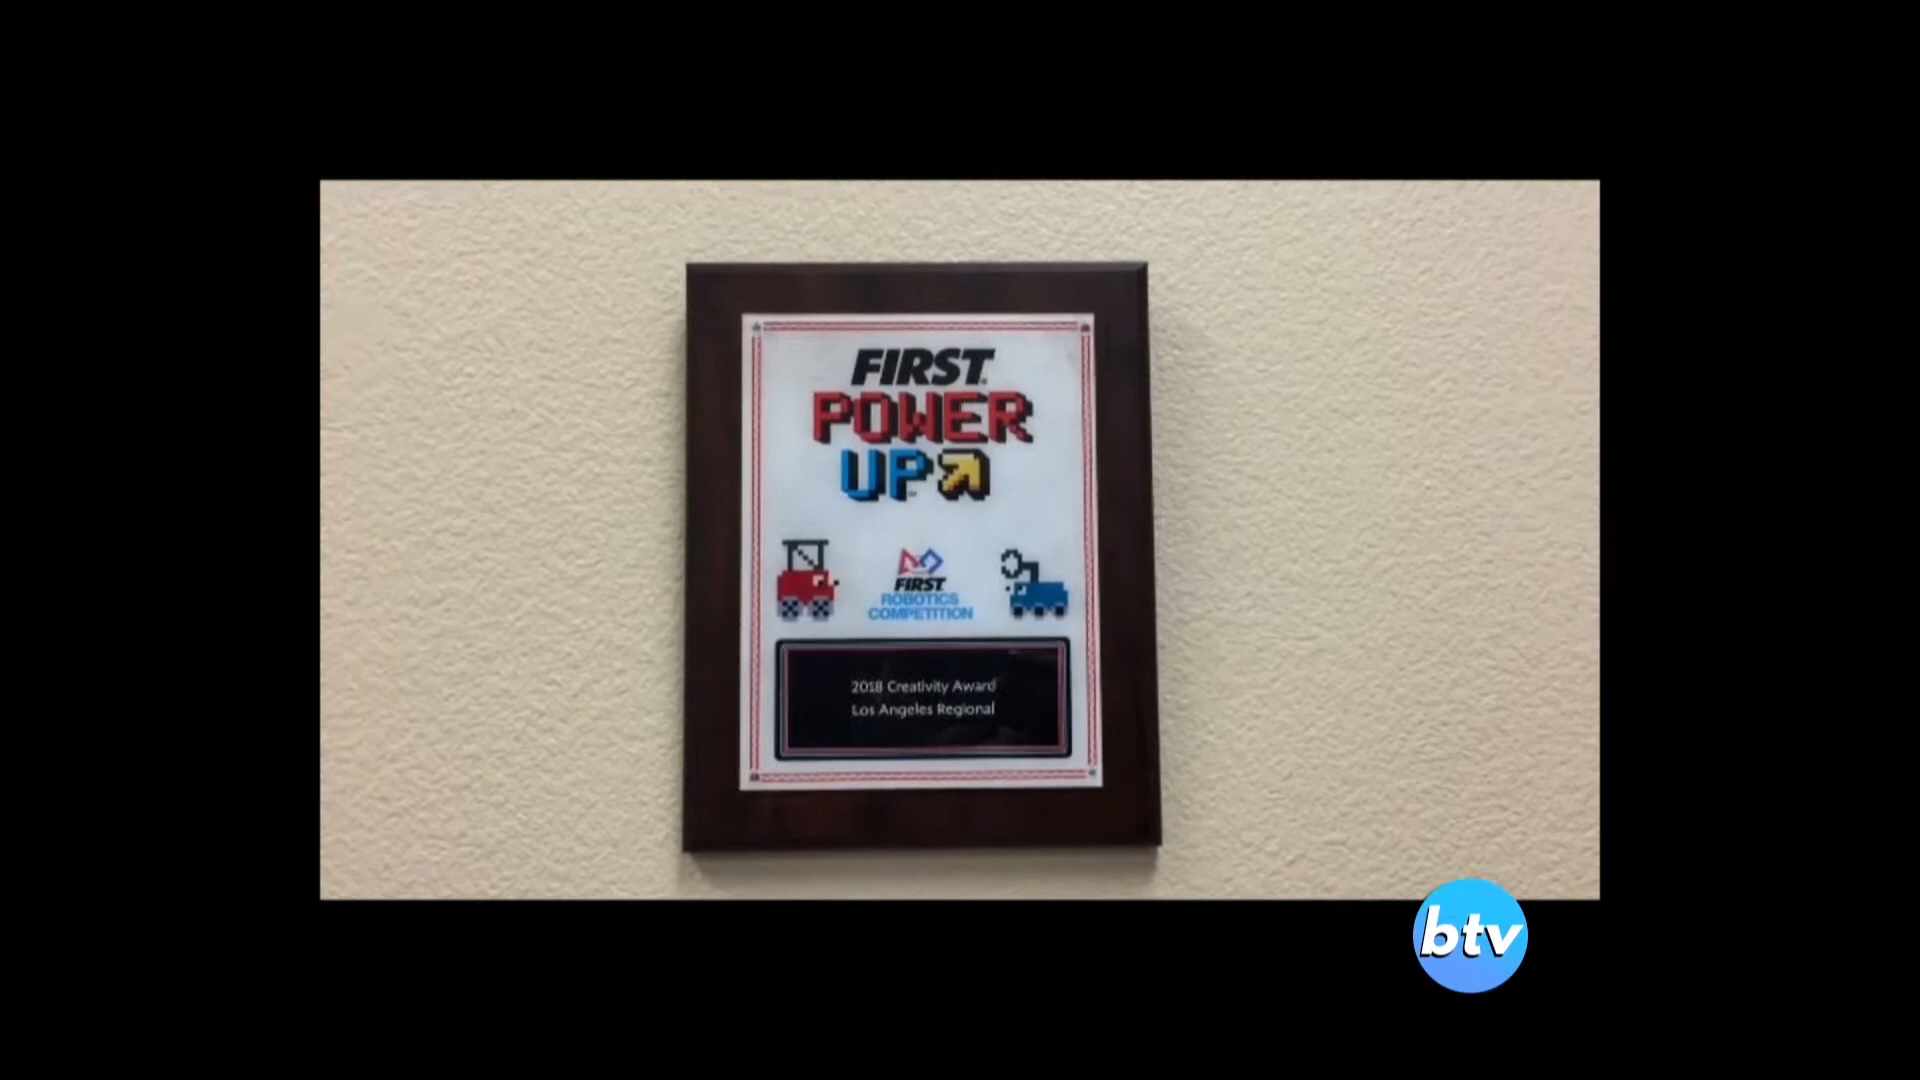 FIRST
POWER
UP
FIRST
ROBOTICS
COMPETITION
2018 Creativity Award
Los Angeles Regional
btv